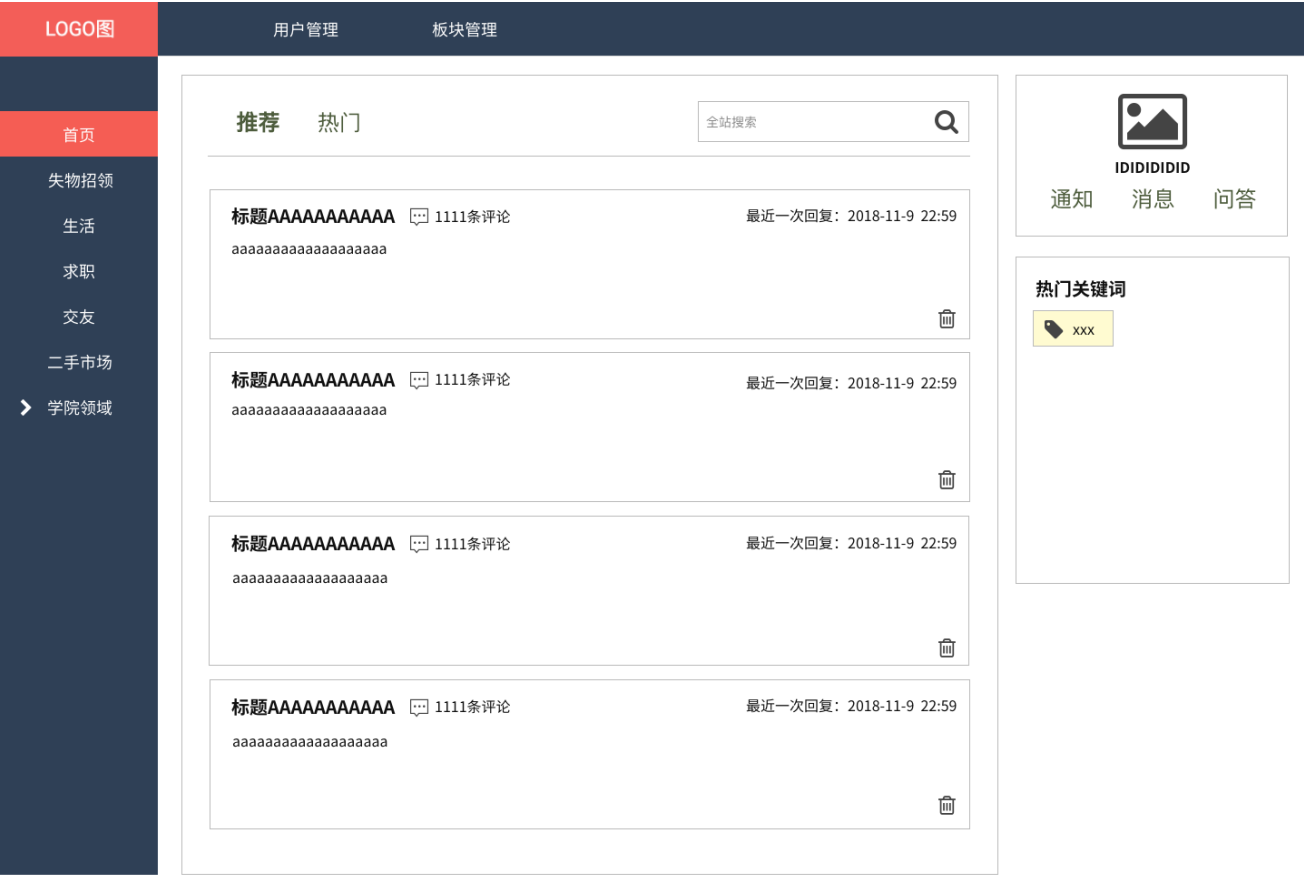 LOGO图
用户管理
板块管理
首页
失物招领
生活
求职
交友
二手市场
学院领域
推荐
热门
全站搜索
标题AAAAAAAAAAA 1111条评论 最近一次回复：2018-11-9 22:59
aaaaaaaaaaaaaaaaaaa
标题AAAAAAAAAAA 1111条评论 最近一次回复：2018-11-9 22:59
aaaaaaaaaaaaaaaaaaa
标题AAAAAAAAAAA 1111条评论 最近一次回复：2018-11-9 22:59
aaaaaaaaaaaaaaaaaaa
标题AAAAAAAAAAA 1111条评论 最近一次回复：2018-11-9 22:59
aaaaaaaaaaaaaaaaaaa
IDIDIDIDID
通知 消息 问答
热门关键词
xxx